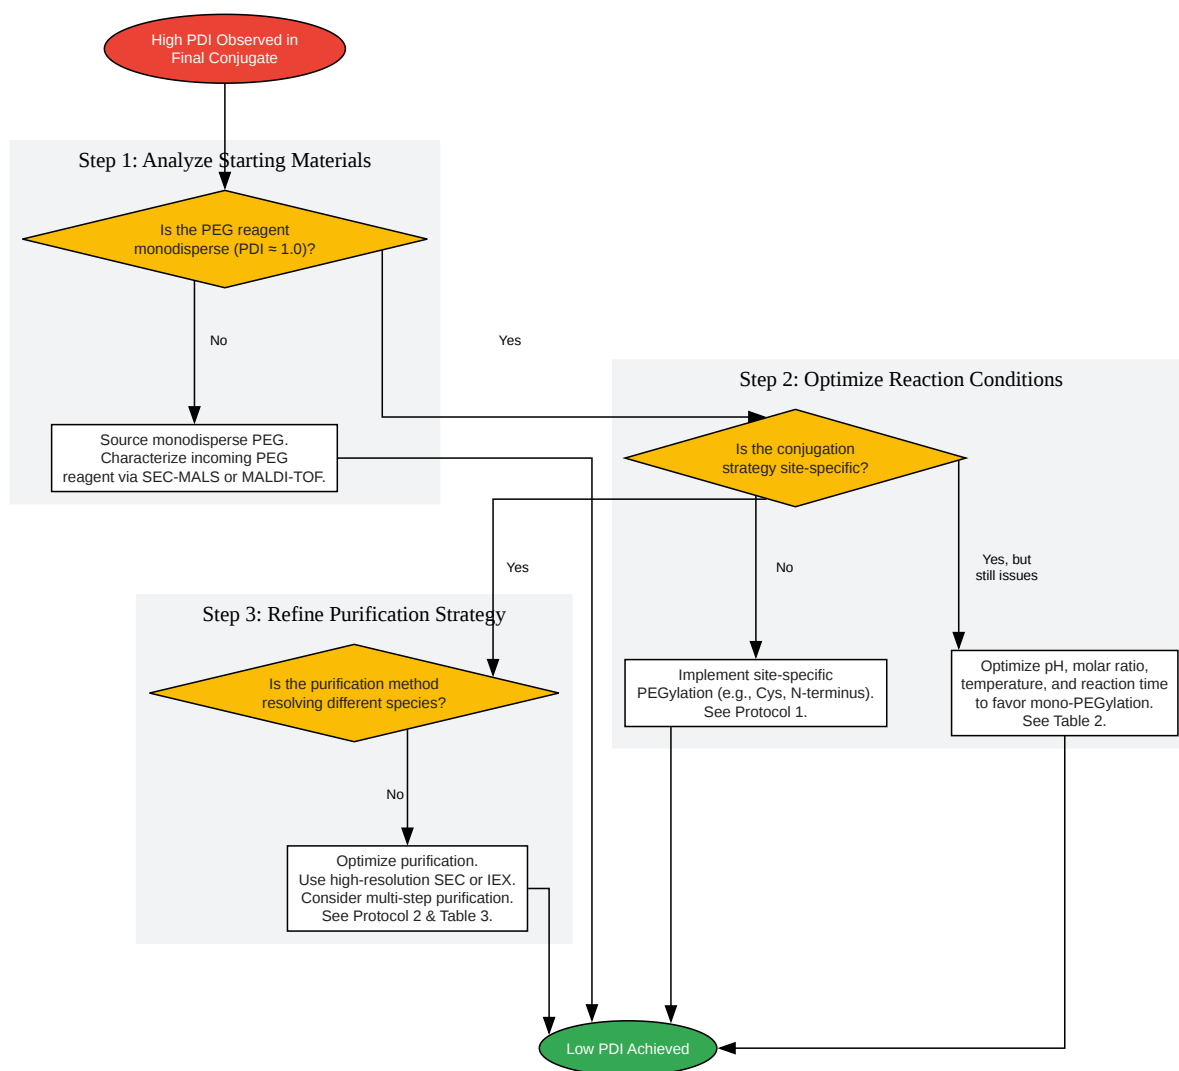 High PDI Observed in
Final Conjugate
Step 1: Analyze Starting Materials
Is the PEG reagent
monodisperse (PDI ≈ 1.0)?
No
Yes
Source monodisperse PEG.
Characterize incoming PEG
reagent via SEC-MALS or MALDI-TOF.
Step 2: Optimize Reaction Conditions
Is the conjugation
strategy site-specific?
Yes
No
Yes, but
still issues
Step 3: Refine Purification Strategy
Is the purification method
resolving different species?
Implement site-specific
PEGylation (e.g., Cys, N-terminus).
See Protocol 1.
Optimize pH, molar ratio,
temperature, and reaction time
to favor mono-PEGylation.
See Table 2.
No
Optimize purification.
Use high-resolution SEC or IEX.
Consider multi-step purification.
See Protocol 2 & Table 3.
Low PDI Achieved